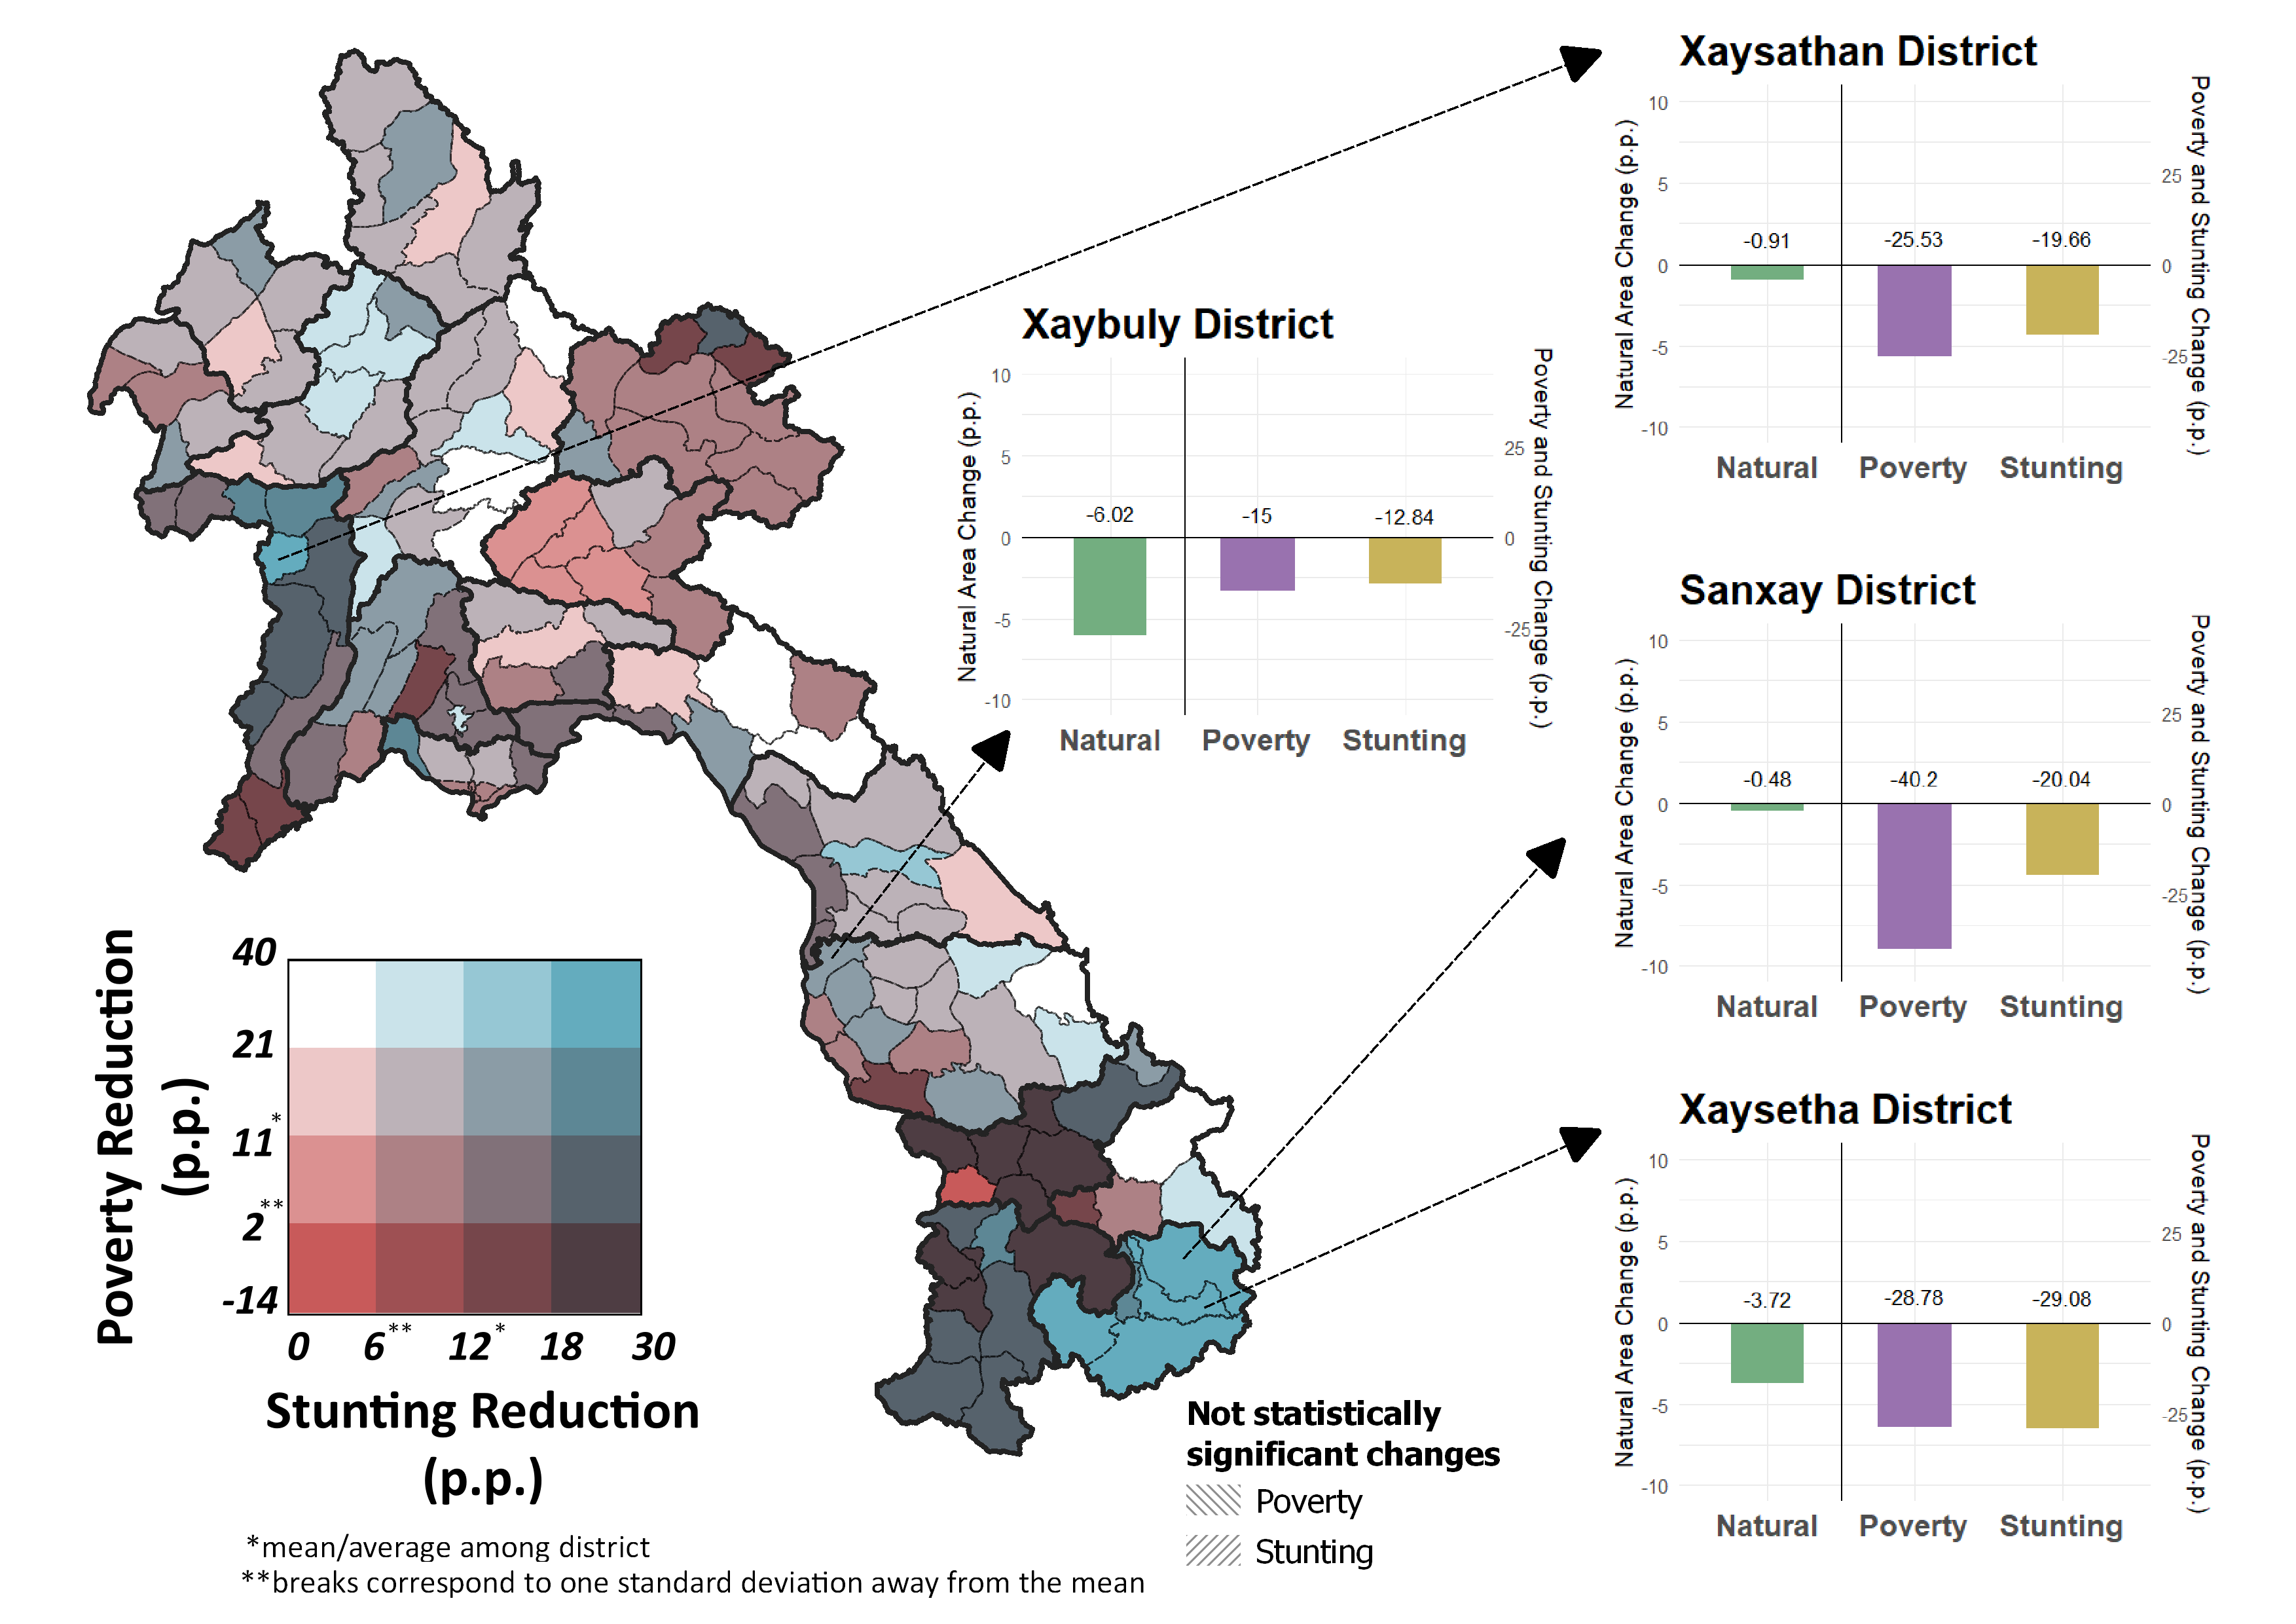 Xaysathan District
Natural Area Change (p.p.)
10
5
0
-5
-10
-0.91
-25.53
-19.66
25
0
-25
Poverty and Stunting Change (p.p.)
Natural Poverty Stunting
Xaybuly District
Natural Area Change (p.p.)
10
5
0
-5
-10
-6.02
-15
-12.84
25
0
-25
Poverty and Stunting Change (p.p.)
Natural Poverty Stunting
Sanxay District
Natural Area Change (p.p.)
10
5
0
-5
-10
-0.48
-40.2
-20.04
25
0
-25
Poverty and Stunting Change (p.p.)
Natural Poverty Stunting
Xaysetha District
Natural Area Change (p.p.)
10
5
0
-5
-10
-3.72
-28.78
-29.08
25
0
-25
Poverty and Stunting Change (p.p.)
Natural Poverty Stunting
Poverty Reduction
(p.p.)
40
21
11*
2**
-14
0 6** 12* 18 30
Stunting Reduction
(p.p.)
*mean/average among district
**breaks correspond to one standard deviation away from the mean
Not statistically
significant changes
Poverty
Stunting